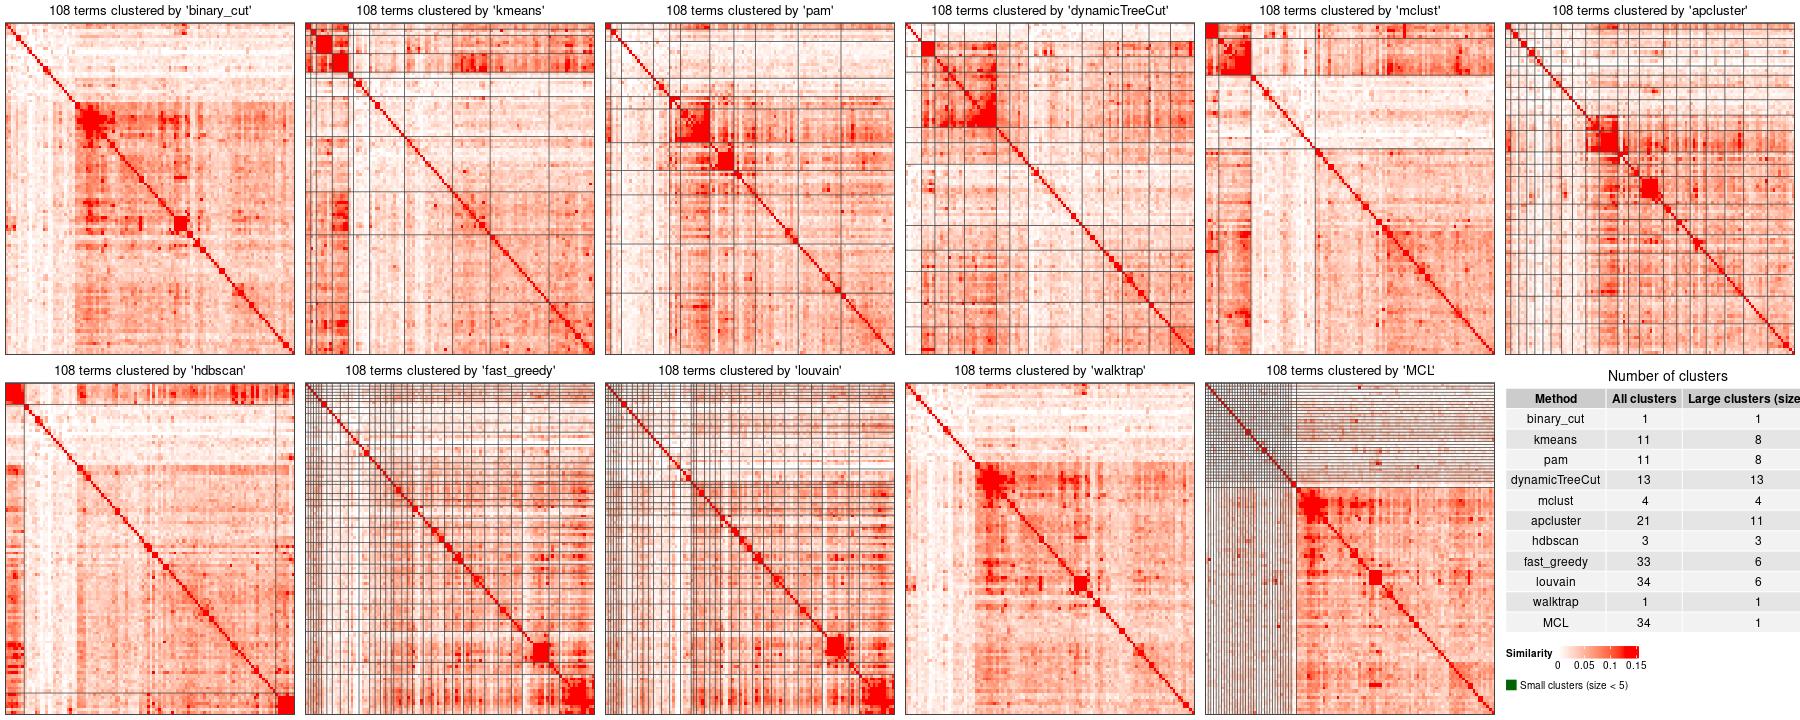 108 terms clustered by 'binary_cut'
108 terms clustered by 'kmeans'
108 terms clustered by 'pam'
108 terms clustered by 'dynamicTreeCut'
108 terms clustered by 'mclust'
108 terms clustered by 'apcluster'
108 terms clustered by 'hdbscan'
108 terms clustered by 'fast_greedy'
108 terms clustered by 'louvain'
108 terms clustered by 'walktrap'
108 terms clustered by 'MCL'
Number of clusters
Method All clusters Large clusters (size
binary_cut 1 1
kmeans 11 8
pam 11 8
dynamicTreeCut 13 13
mclust 4 4
apcluster 21 11
hdbscan 3 3
fast_greedy 33 6
louvain 34 6
walktrap 1 1
MCL 34 1
Similarity
0 0.05 0.1 0.15
Small clusters (size < 5)